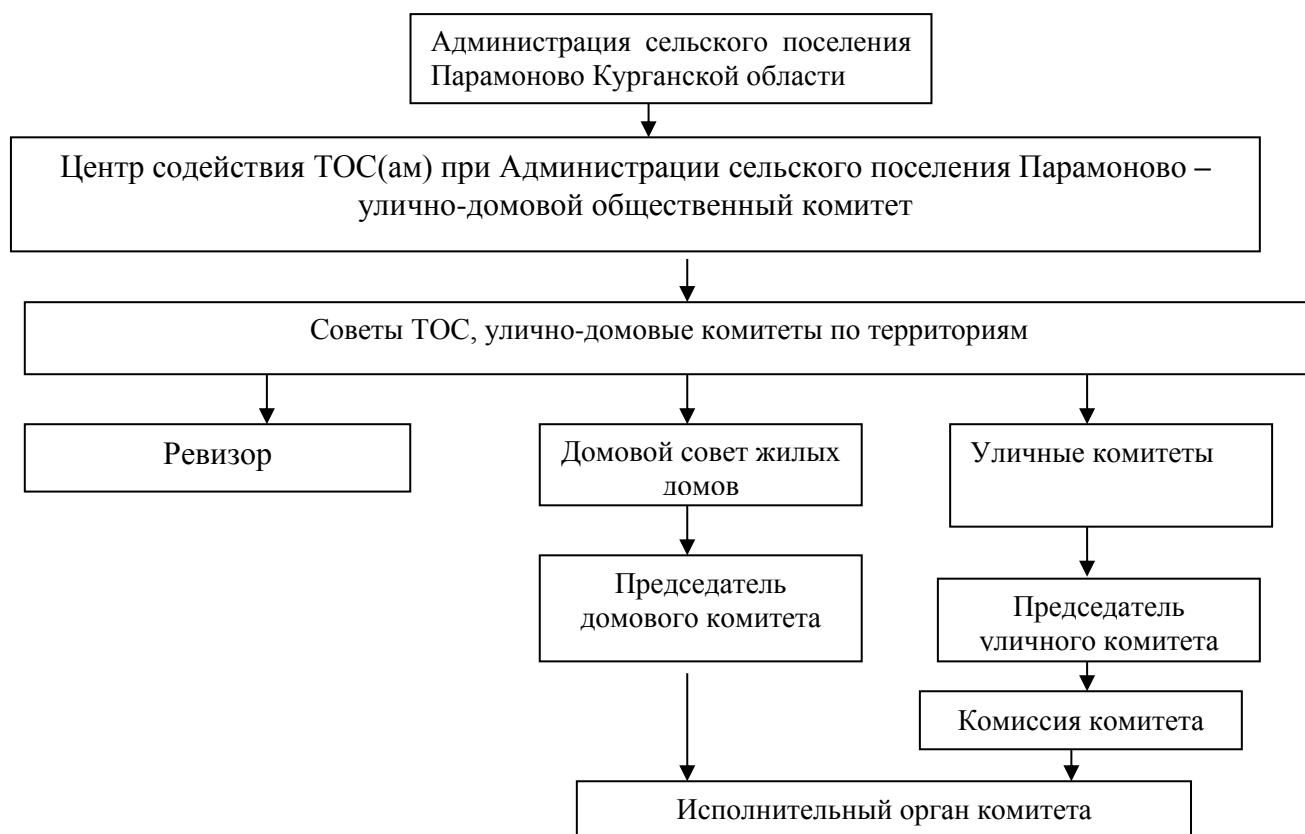 Администрация сельского поселения
Парамоново Курганской области
Центр содействия ТОС(ам) при Администрации сельского поселения Парамоново –
улично-домовой общественный комитет
Советы ТОС, улично-домовые комитеты по территориям
Ревизор
Домовой совет жилых
домов
Уличные комитеты
Председатель
домового комитета
Председатель
уличного комитета
Комиссия комитета
Исполнительный орган комитета